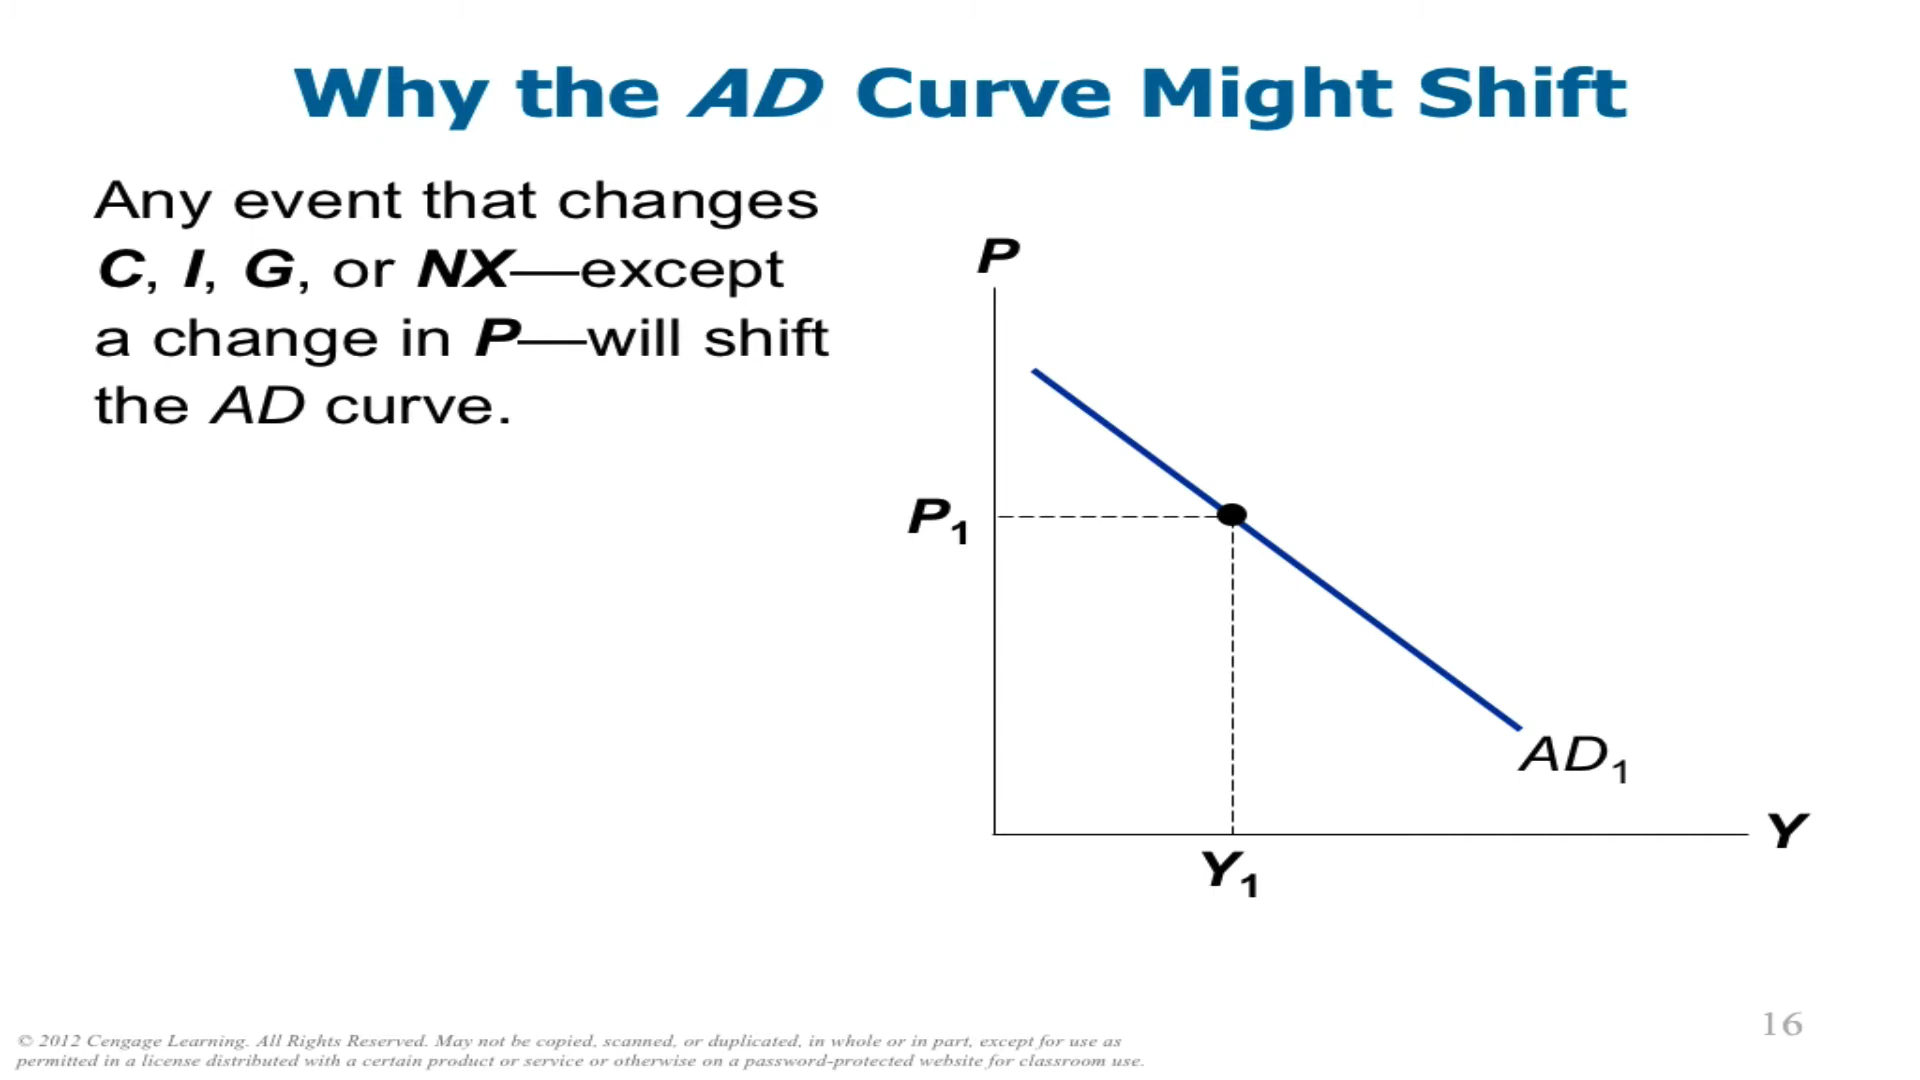 Why the AD Curve Might Shift
Any event that changes
C, I, G, or NX—except
a change in P—will shift
the AD curve.
P
P1
AD1
Y
Y1
16
© 2012 Cengage Learning. All Rights Reserved. May not be copied, scanned, or duplicated, in whole or in part, except for use as
permitted in a license distributed with a certain product or service or otherwise on a password-protected website for classroom use.